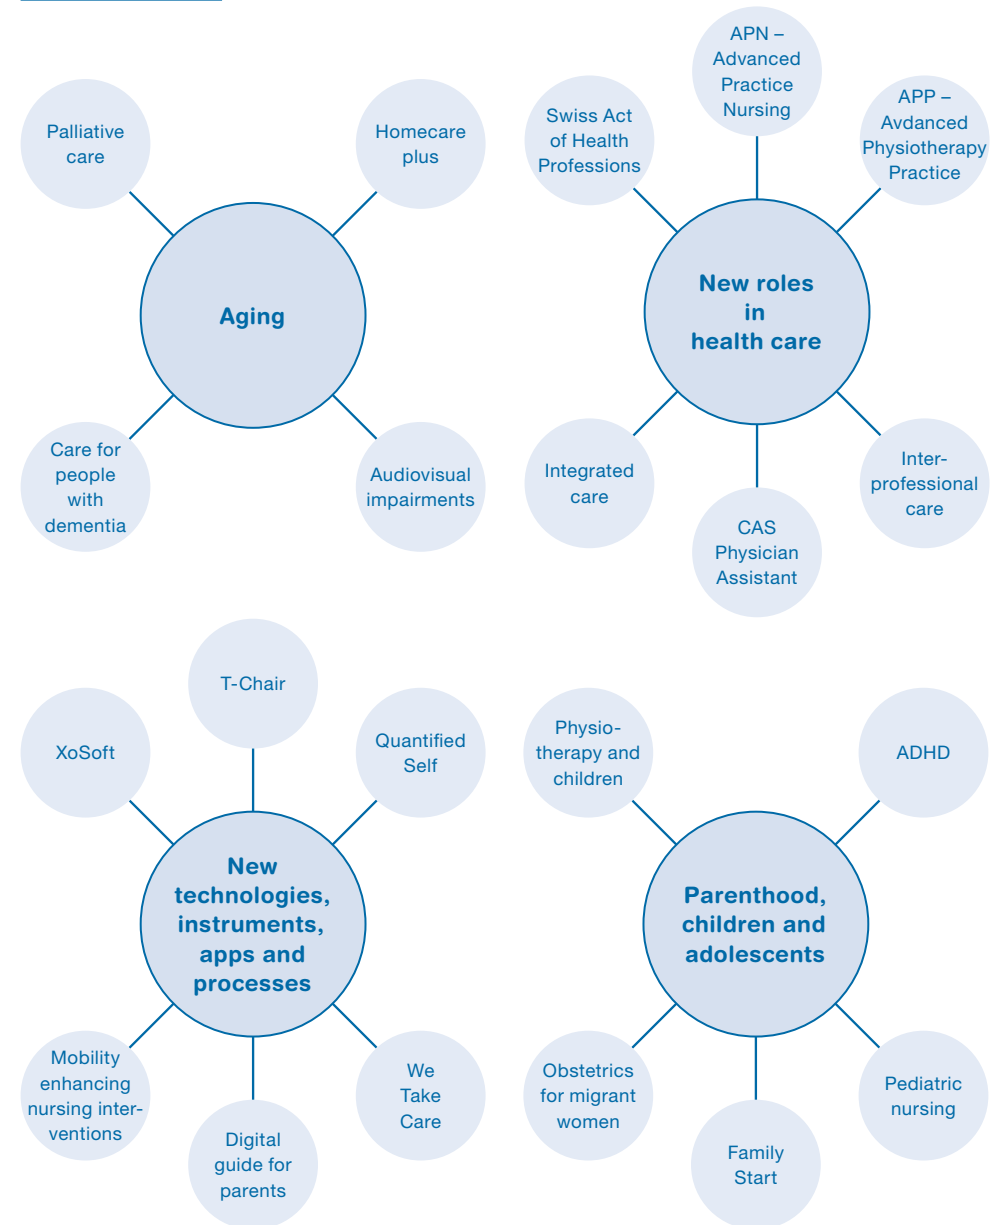 Palliative
care
Homecare
plus
Aging
Care for
people
with
dementia
Audiovisual
impairments
APN –
Advanced
Practice
Nursing
Swiss Act
of Health
Professions
APP –
Avdanced
Physiotherapy
Practice
New roles
in
health care
Integrated
care
CAS
Physician
Assistant
Inter-
professional
care
T-Chair
XoSoft
Quantified
Self
New
technologies,
instruments,
apps and
processes
Mobility
enhancing
nursing inter-
ventions
Digital
guide for
parents
We
Take
Care
Physio-
therapy and
children
ADHD
Parenthood,
children and
adolescents
Obstetrics
for migrant
women
Family
Start
Pediatric
nursing